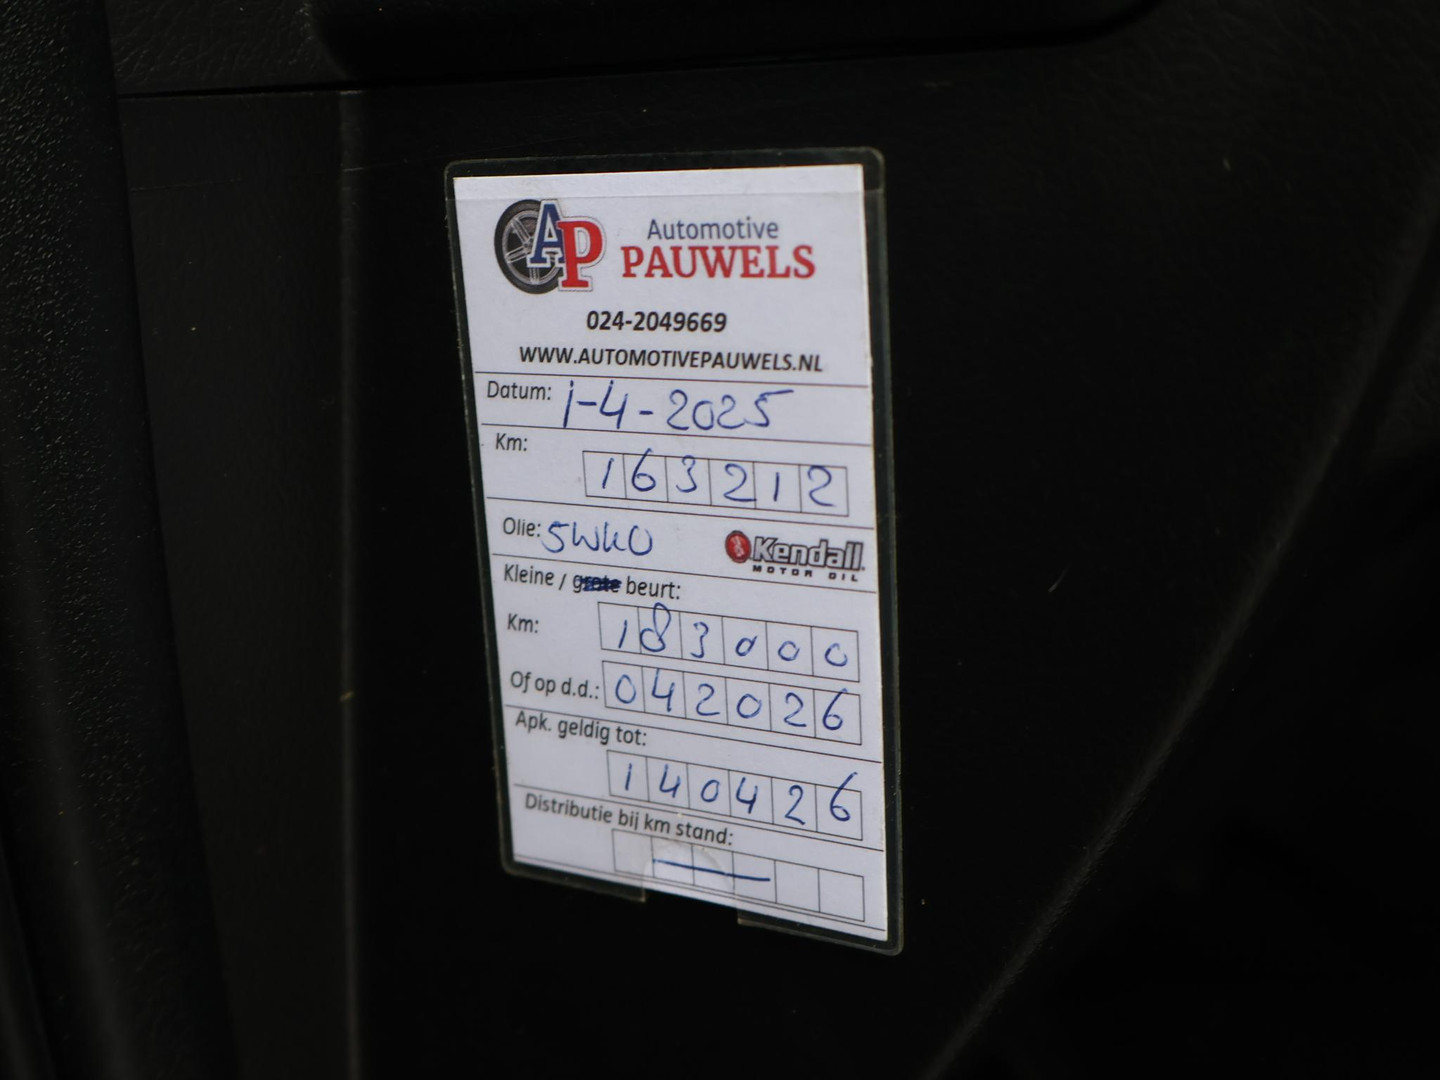 AP Automotive
PAUWELS
024-2049669
WWW.AUTOMOTIVEPAUWELS.NL
Datum: 1-4-2025
Km:
163212
Olie: 5W40 Kendall
MOTOR OIL
Kleine / grote beurt:
Km: 183000
Of op d.d.: 042026
Apk. geldig tot:
140426
Distributie bij km stand:
—